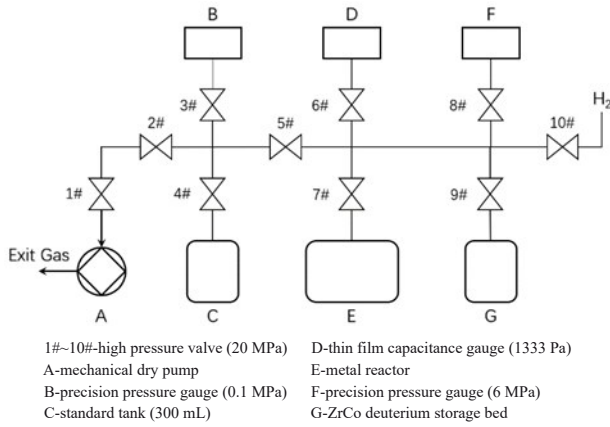 B
D
F
3#
6#
8#
H2
2#
5#
10#
1#
4#
7#
9#
Exit Gas
A
C
E
G
1#~10#-high pressure valve (20 MPa)
D-thin film capacitance gauge (1333 Pa)
A-mechanical dry pump
E-metal reactor
B-precision pressure gauge (0.1 MPa)
F-precision pressure gauge (6 MPa)
C-standard tank (300 mL)
G-ZrCo deuterium storage bed